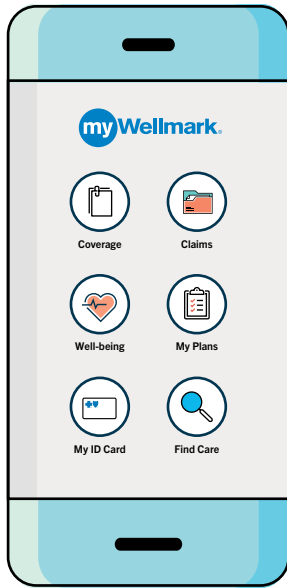 myWellmark.
Coverage Claims
Well-being My Plans
My ID Card Find Care